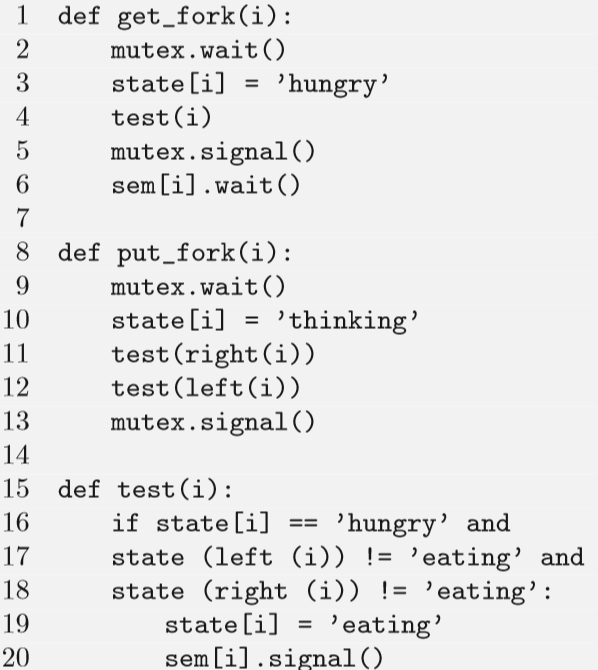 1 def get_fork(i):
2     mutex.wait()
3     state[i] = ’hungry’
4     test(i)
5     mutex.signal()
6     sem[i].wait()
7
8 def put_fork(i):
9     mutex.wait()
10     state[i] = ’thinking’
11     test(right(i))
12     test(left(i))
13     mutex.signal()
14
15 def test(i):
16     if state[i] == ’hungry’ and
17     state (left (i)) != ’eating’ and
18     state (right (i)) != ’eating’:
19         state[i] = ’eating’
20         sem[i].signal()